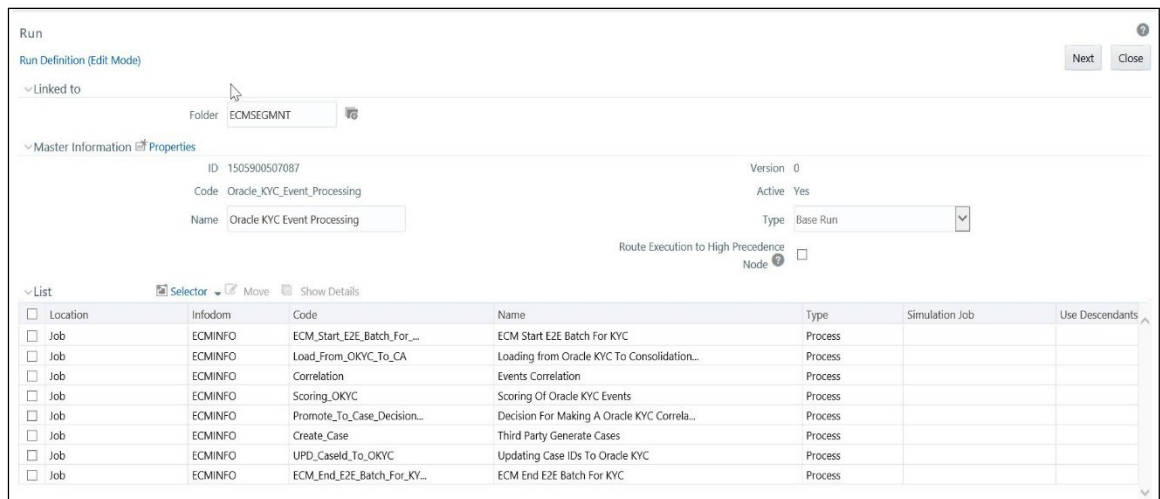 Run
Run Definition (Edit Mode)
Next Close
Linked to
Folder ECMSEGMNT
Master Information Properties
ID 1505900507087 Version 0
Code Oracle_KYC_Event_Processing Active Yes
Name Oracle KYC Event Processing Type Base Run
Route Execution to High Precedence
Node
List Selector Move Show Details
Location Infodom Code Name Type Simulation Job Use Descendants
Job ECMINFO ECM_Start_E2E_Batch_For_... ECM Start E2E Batch For KYC Process
Job ECMINFO Load_From_OKYC_To_CA Loading from Oracle KYC To Consolidation... Process
Job ECMINFO Correlation Events Correlation Process
Job ECMINFO Scoring_OKYC Scoring Of Oracle KYC Events Process
Job ECMINFO Promote_To_Case_Decision... Decision For Making A Oracle KYC Correla... Process
Job ECMINFO Create_Case Third Party Generate Cases Process
Job ECMINFO UPD_CaseId_To_OKYC Updating Case IDs To Oracle KYC Process
Job ECMINFO ECM_End_E2E_Batch_For_KY... ECM End E2E Batch For KYC Process